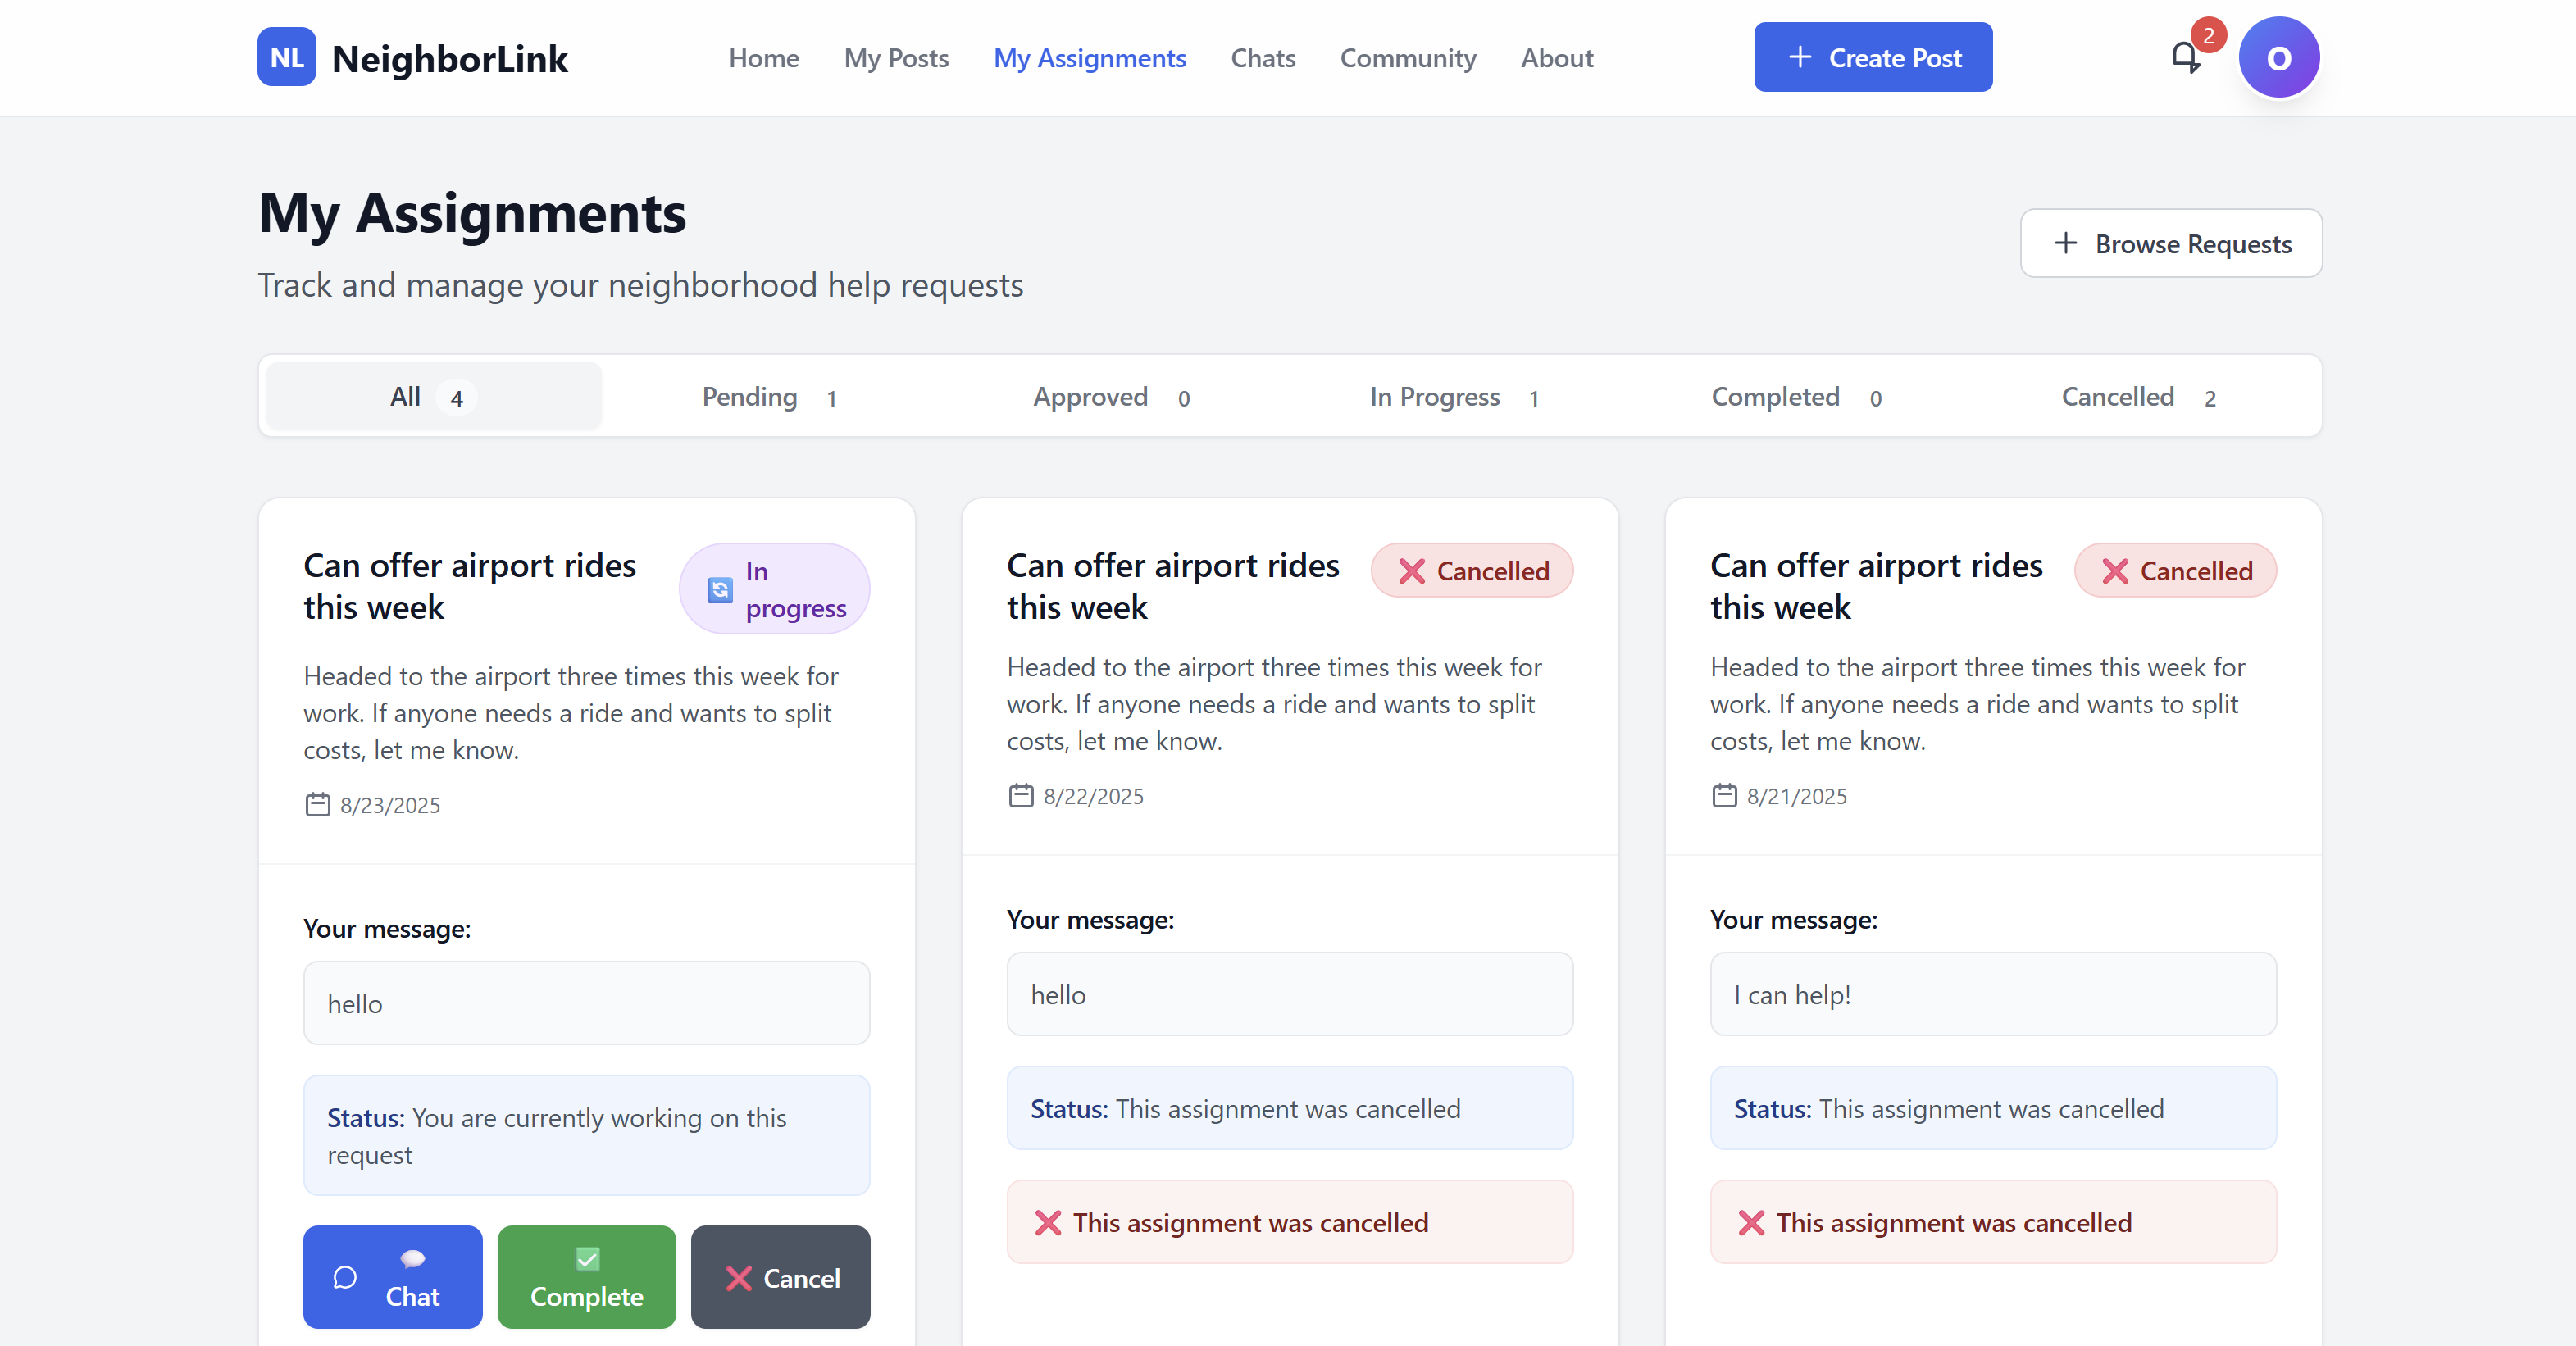 NL NeighborLink Home My Posts My Assignments Chats Community About + Create Post 2 O
My Assignments
Track and manage your neighborhood help requests
+ Browse Requests
All 4 Pending 1 Approved 0 In Progress 1 Completed 0 Cancelled 2
Can offer airport rides
this week
In
progress
Headed to the airport three times this week for
work. If anyone needs a ride and wants to split
costs, let me know.
8/23/2025
Your message:
hello
Status: You are currently working on this
request
Chat
Complete
Cancel
Can offer airport rides
this week
Cancelled
Headed to the airport three times this week for
work. If anyone needs a ride and wants to split
costs, let me know.
8/22/2025
Your message:
hello
Status: This assignment was cancelled
This assignment was cancelled
Can offer airport rides
this week
Cancelled
Headed to the airport three times this week for
work. If anyone needs a ride and wants to split
costs, let me know.
8/21/2025
Your message:
I can help!
Status: This assignment was cancelled
This assignment was cancelled